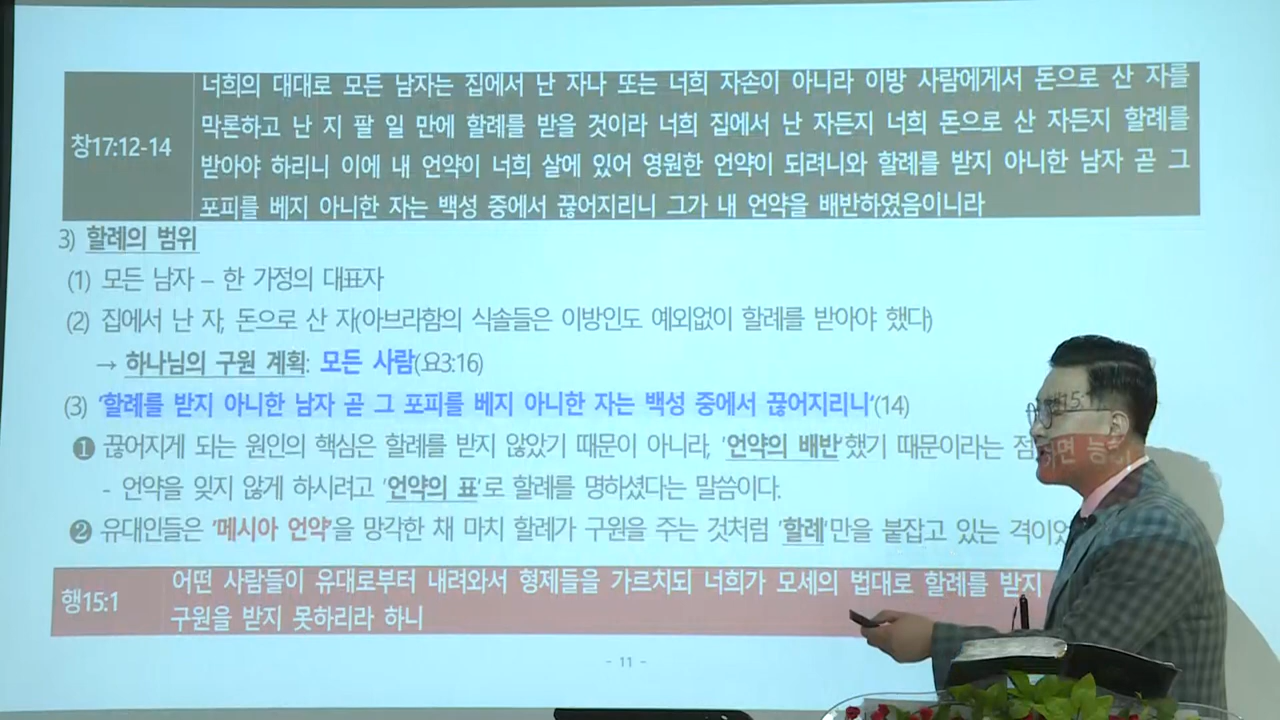 창17:12-14
너희의 대대로 모든 남자는 집에서 난 자나 또는 너희 자손이 아니라 이방 사람에게서 돈으로 산 자를
막론하고 난 지 팔 일 만에 할례를 받을 것이라 너희 집에서 난 자든지 너희 돈으로 산 자든지 할례를
받아야 하리니 이에 내 언약이 너희 살에 있어 영원한 언약이 되려니와 할례를 받지 아니한 남자 곧 그
포피를 베지 아니한 자는 백성 중에서 끊어지리니 그가 내 언약을 배반하였음이니라
3) 할례의 범위
(1) 모든 남자 – 한 가정의 대표자
(2) 집에서 난 자, 돈으로 산 자(아브라함의 식솔들은 이방인도 예외없이 할례를 받아야 했다)
→ 하나님의 구원 계획: 모든 사람(요3:16)
(3) '할례를 받지 아니한 남자 곧 그 포피를 베지 아니한 자는 백성 중에서 끊어지리니'(14)
❶ 끊어지게 되는 원인의 핵심은 할례를 받지 않았기 때문이 아니라, '언약의 배반'했기 때문이라는 점
- 언약을 잊지 않게 하시려고 '언약의 표'로 할례를 명하셨다는 말씀이다.
❷ 유대인들은 '메시아 언약'을 망각한 채 마치 할례가 구원을 주는 것처럼 '할례'만을 붙잡고 있는 격이었
행15:1
어떤 사람들이 유대로부터 내려와서 형제들을 가르치되 너희가 모세의 법대로 할례를 받지
구원을 받지 못하리라 하니
- 11 -